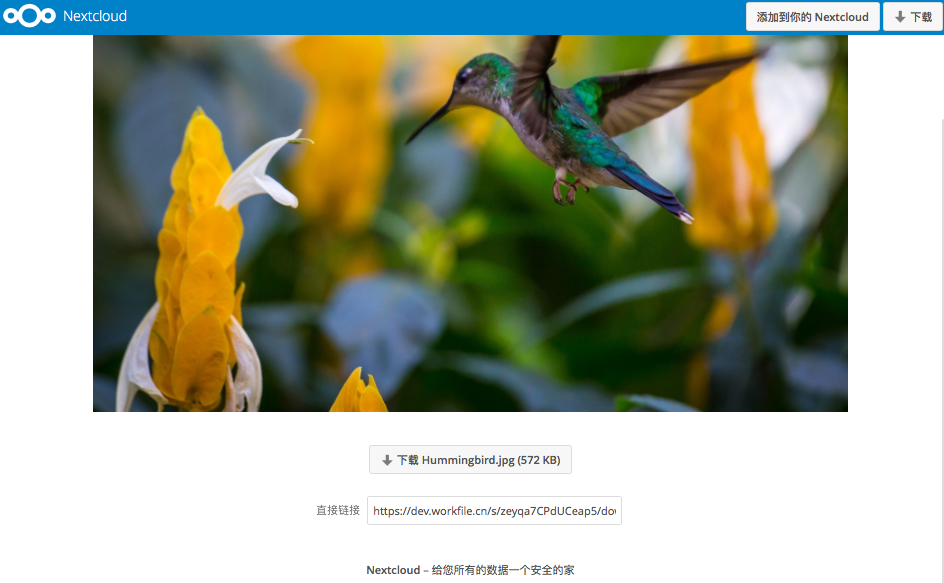 Nextcloud
添加到你的 Nextcloud
下载
下载 Hummingbird.jpg (572 KB)
直接链接
https://dev.workfile.cn/s/zeyqa7CPdUCeap5/do
Nextcloud – 给您所有的数据一个安全的家